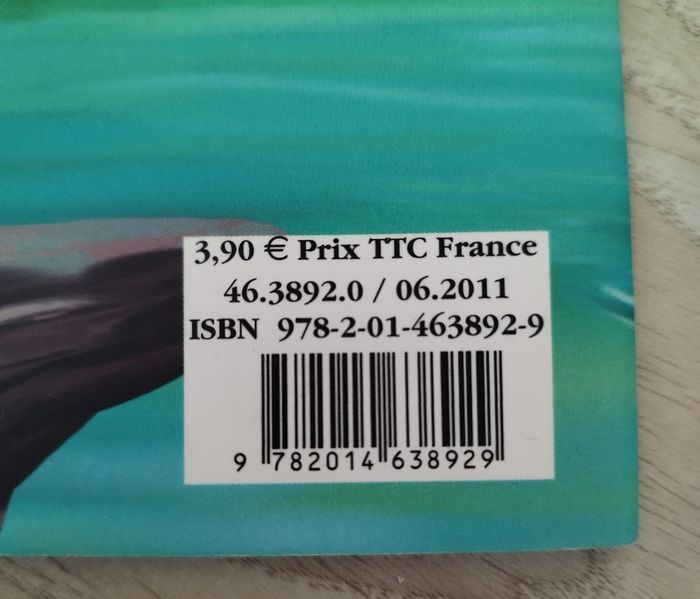 3,90 € Prix TTC France
46.3892.0 / 06.2011
ISBN 978-2-01-463892-9
9 782014 638929